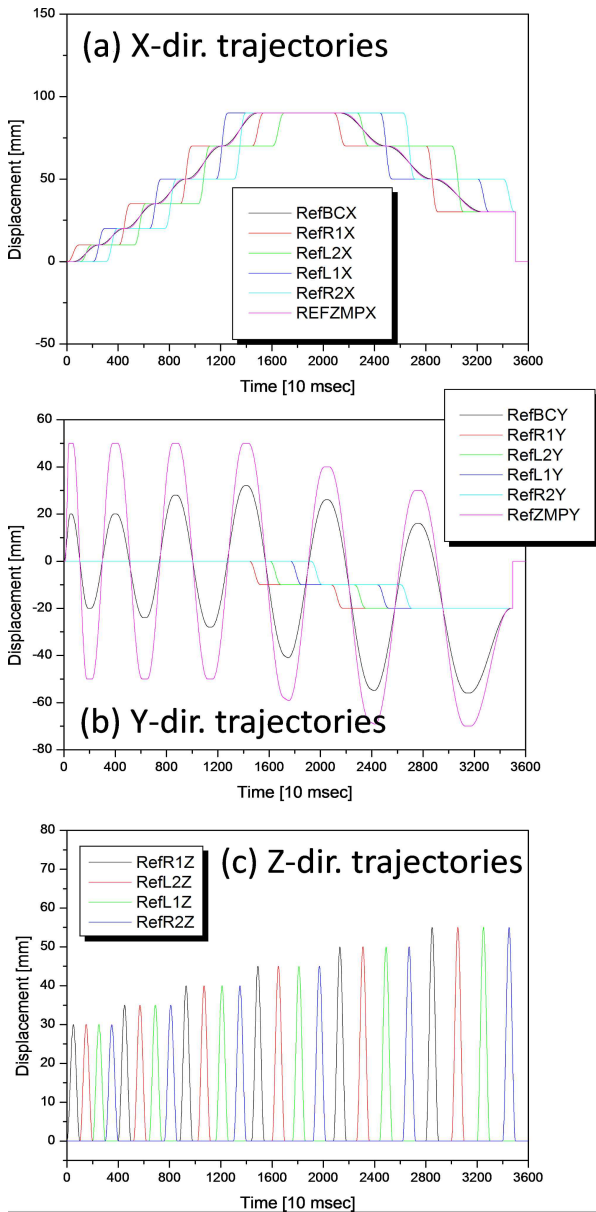 (a) X-dir. trajectories
150
100
50
0
-50
Displacement [mm]
RefBCX
RefR1X
RefL2X
RefL1X
RefR2X
REFZMPX
0 400 800 1200 1600 2000 2400 2800 3200 3600
Time [10 msec]
RefBCY
RefR1Y
RefL2Y
RefL1Y
RefR2Y
RefZMPY
60
40
20
0
-20
-40
-60
-80
Displacement [mm]
(b) Y-dir. trajectories
0 400 800 1200 1600 2000 2400 2800 3200 3600
Time [10 msec]
(c) Z-dir. trajectories
RefR1Z
RefL2Z
RefL1Z
RefR2Z
80
70
60
50
40
30
20
10
0
Displacement [mm]
0 400 800 1200 1600 2000 2400 2800 3200 3600
Time [10 msec]